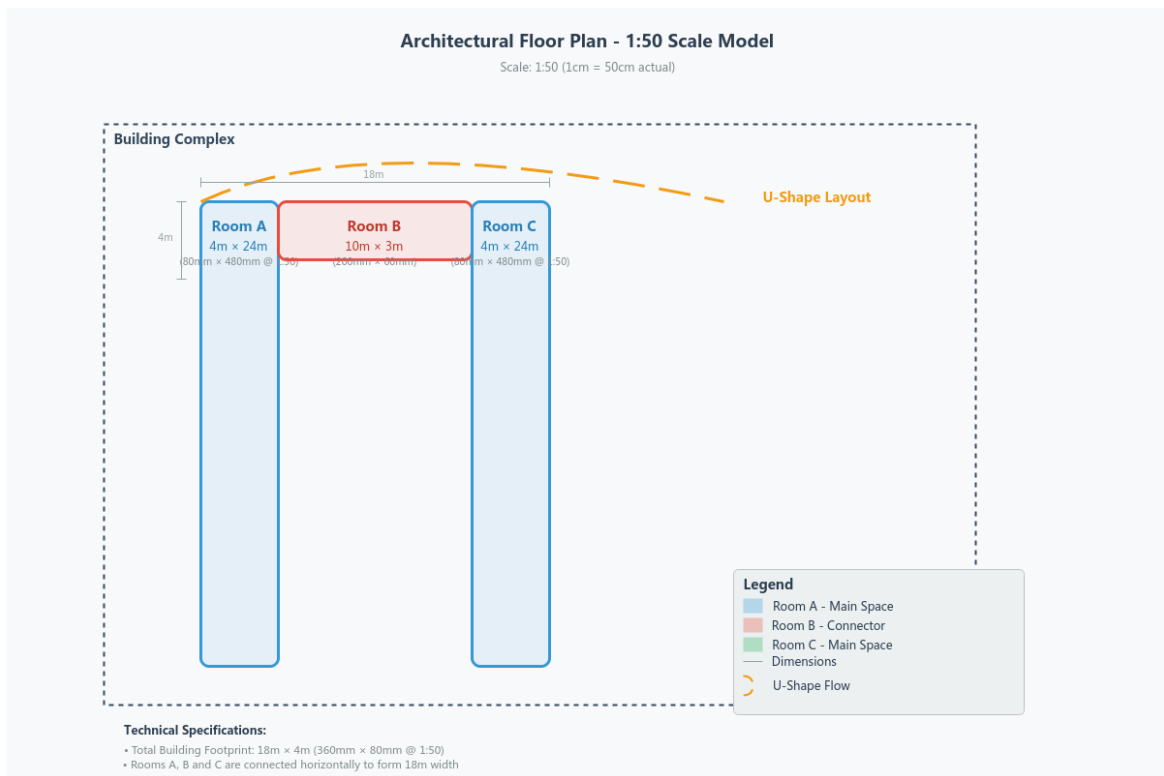 Architectural Floor Plan - 1:50 Scale Model
Scale: 1:50 (1cm = 50cm actual)
Building Complex
18m
U-Shape Layout
4m
Room A
4m × 24m
(80mm × 480mm @ 1:50)
Room B
10m × 3m
(200mm × 60mm)
Room C
4m × 24m
(80mm × 480mm @ 1:50)
Legend
Room A - Main Space
Room B - Connector
Room C - Main Space
Dimensions
U-Shape Flow
Technical Specifications:
• Total Building Footprint: 18m × 4m (360mm × 80mm @ 1:50)
• Rooms A, B and C are connected horizontally to form 18m width